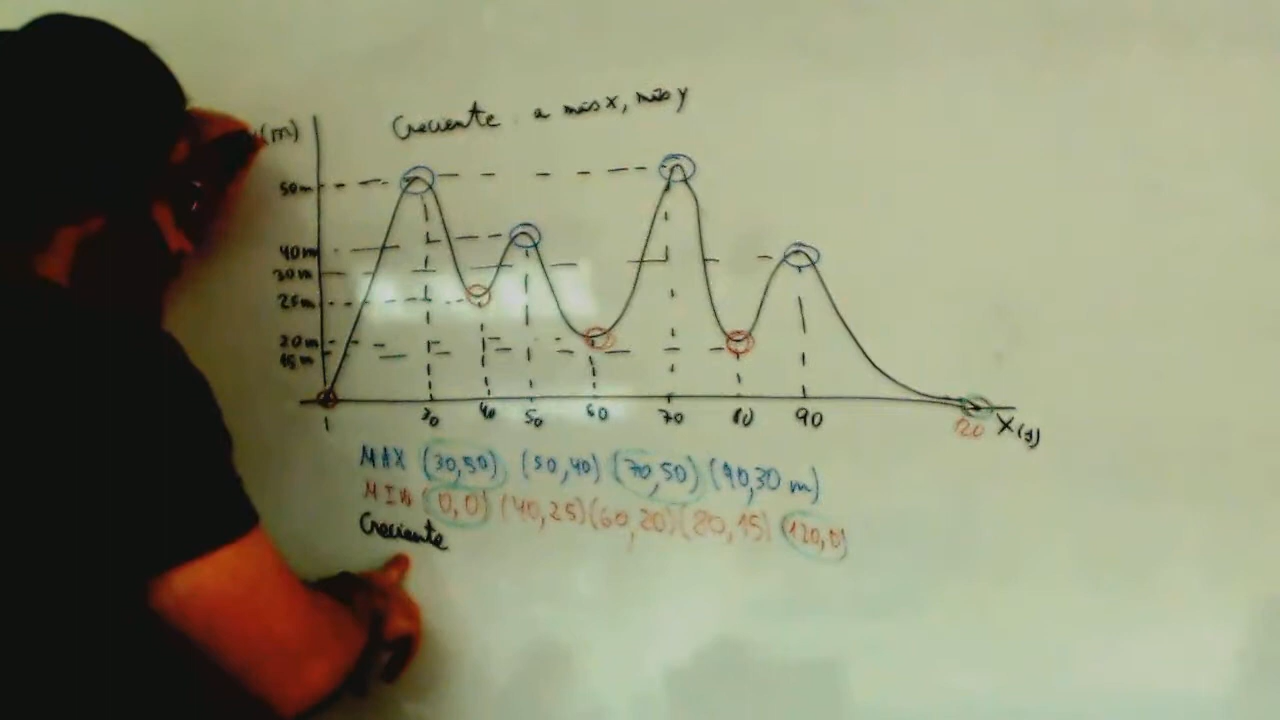 Creciente a más x, más y
(m)
50m
40m
30m
25m
20m
15m
1 30 40 50 60 70 80 90 120 X(s)
MAX (30,50) (50,40) (70,50) (90,30 m)
MIN (0,0) (40,25) (60,20) (80,15) (120,0)
Creciente